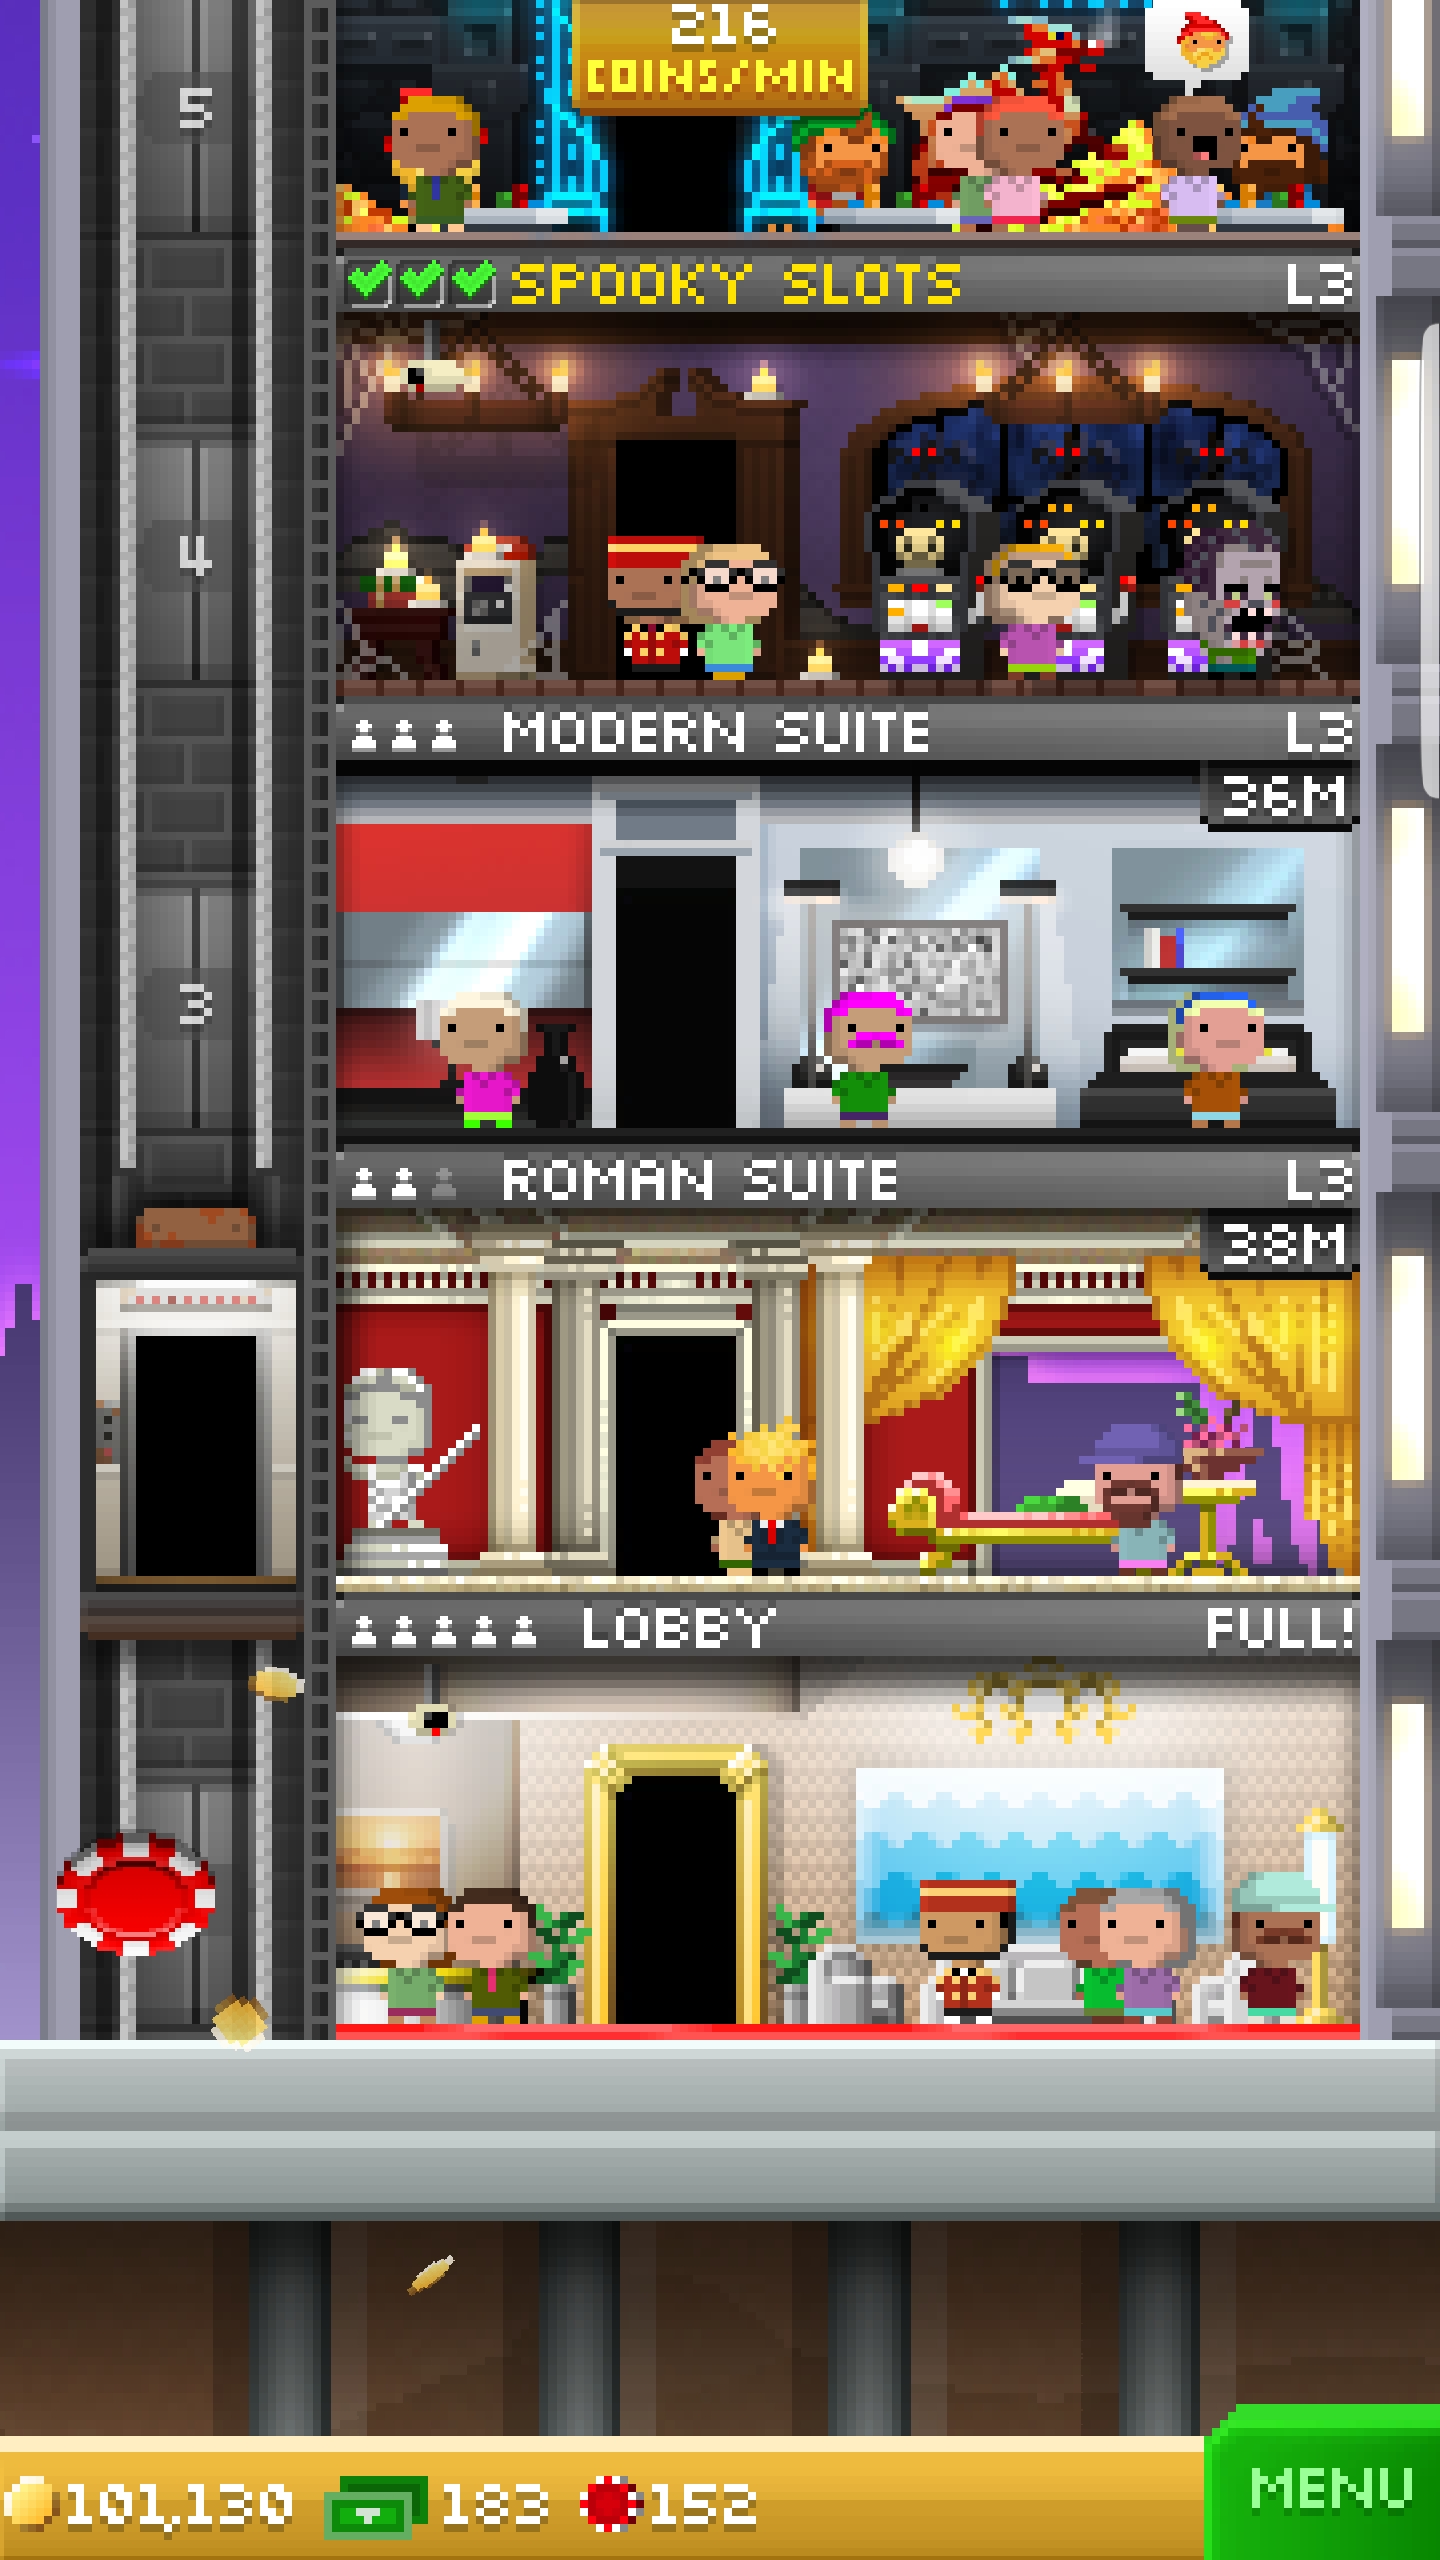 216
COINS/MIN
5
SPOOKY SLOTS L3
4
MODERN SUITE L3
36M
3
ROMAN SUITE L3
38M
LOBBY FULL!
101,130 183 152
MENU